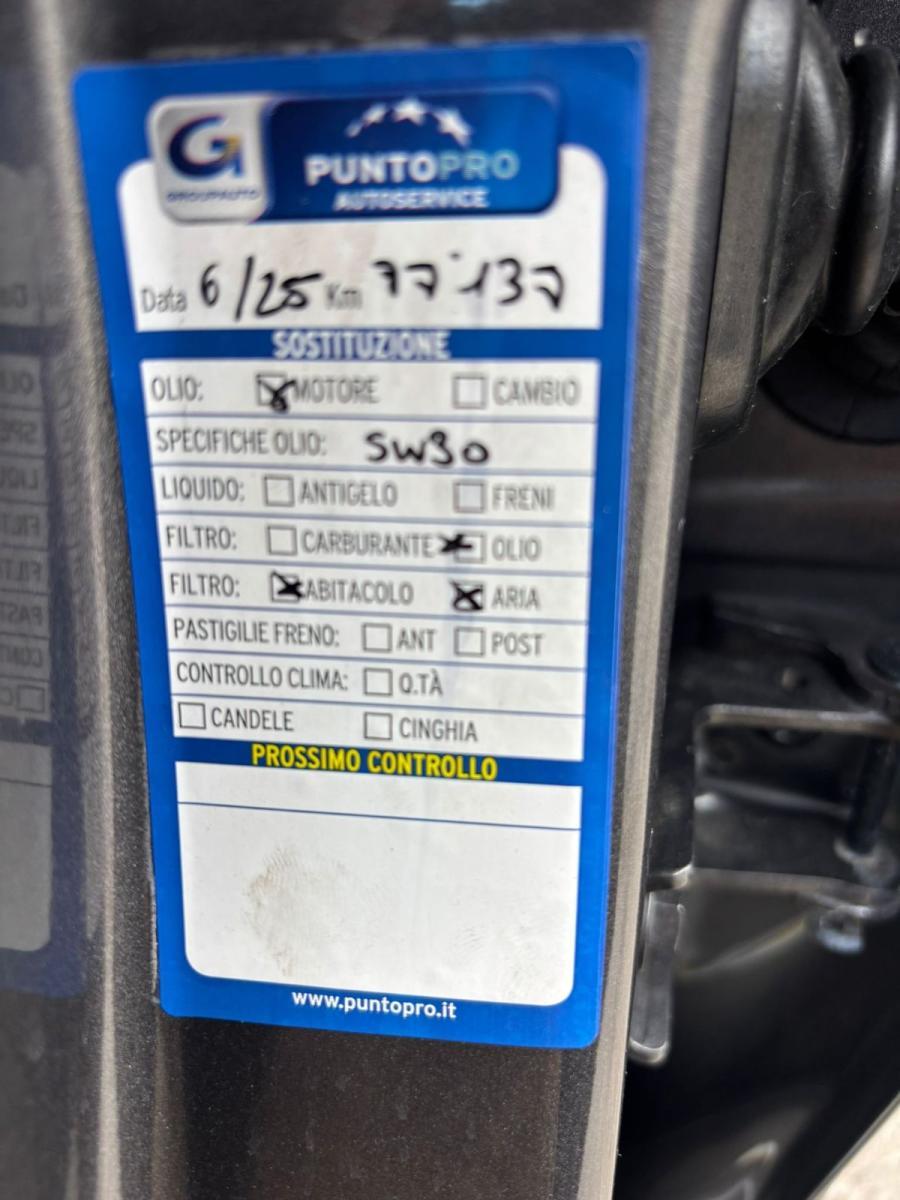 G1
GROUPAUTO
PUNTOPRO
AUTOSERVICE
Data 6/25 Km 77'137
SOSTITUZIONE
OLIO: MOTORE CAMBIO
SPECIFICHE OLIO: 5W30
LIQUIDO: ANTIGELO FRENI
FILTRO: CARBURANTE OLIO
FILTRO: ABITACOLO ARIA
PASTIGLIE FRENO: ANT POST
CONTROLLO CLIMA: Q.TÀ
CANDELE CINGHIA
PROSSIMO CONTROLLO
www.puntopro.it